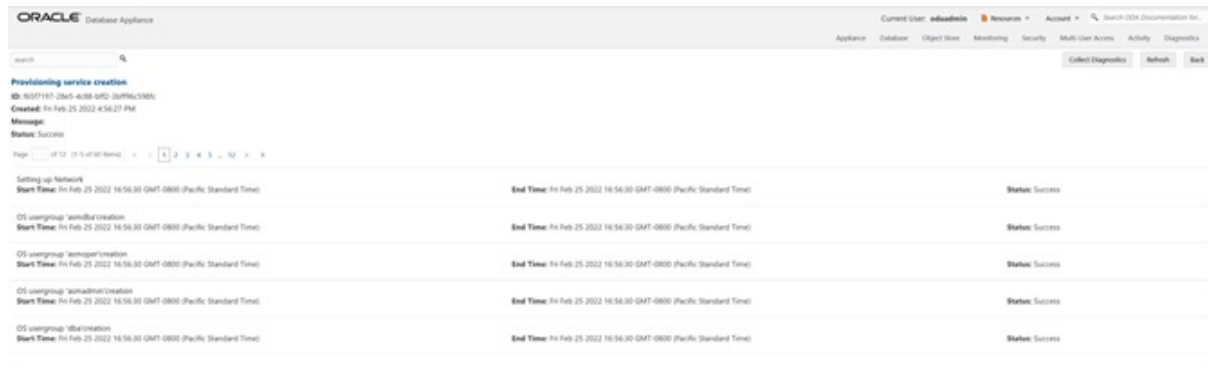 ORACLE Database Appliance
Current User: odaadmin Resources Account Search ODA Documentation for...
Appliance Database Object Store Monitoring Security Multi-User Access Activity Diagnostics
search
Collect Diagnostics Refresh Back
Provisioning service creation
ID:
Created: Fri Feb 25 2022 4:56:27 PM
Message:
Status: Success
Page of 12 (1-5 of 60 items) 1 2 3 4 5 ... 12
Setting up Network
Start Time: Fri Feb 25 2022 16:56:30 GMT-0800 (Pacific Standard Time) End Time: Fri Feb 25 2022 16:56:30 GMT-0800 (Pacific Standard Time) Status: Success
OS usergroup 'asmdba'creation
Start Time: Fri Feb 25 2022 16:56:30 GMT-0800 (Pacific Standard Time) End Time: Fri Feb 25 2022 16:56:30 GMT-0800 (Pacific Standard Time) Status: Success
OS usergroup 'asmoper'creation
Start Time: Fri Feb 25 2022 16:56:30 GMT-0800 (Pacific Standard Time) End Time: Fri Feb 25 2022 16:56:30 GMT-0800 (Pacific Standard Time) Status: Success
OS usergroup 'asmadmin'creation
Start Time: Fri Feb 25 2022 16:56:30 GMT-0800 (Pacific Standard Time) End Time: Fri Feb 25 2022 16:56:30 GMT-0800 (Pacific Standard Time) Status: Success
OS usergroup 'dba'creation
Start Time: Fri Feb 25 2022 16:56:30 GMT-0800 (Pacific Standard Time) End Time: Fri Feb 25 2022 16:56:30 GMT-0800 (Pacific Standard Time) Status: Success